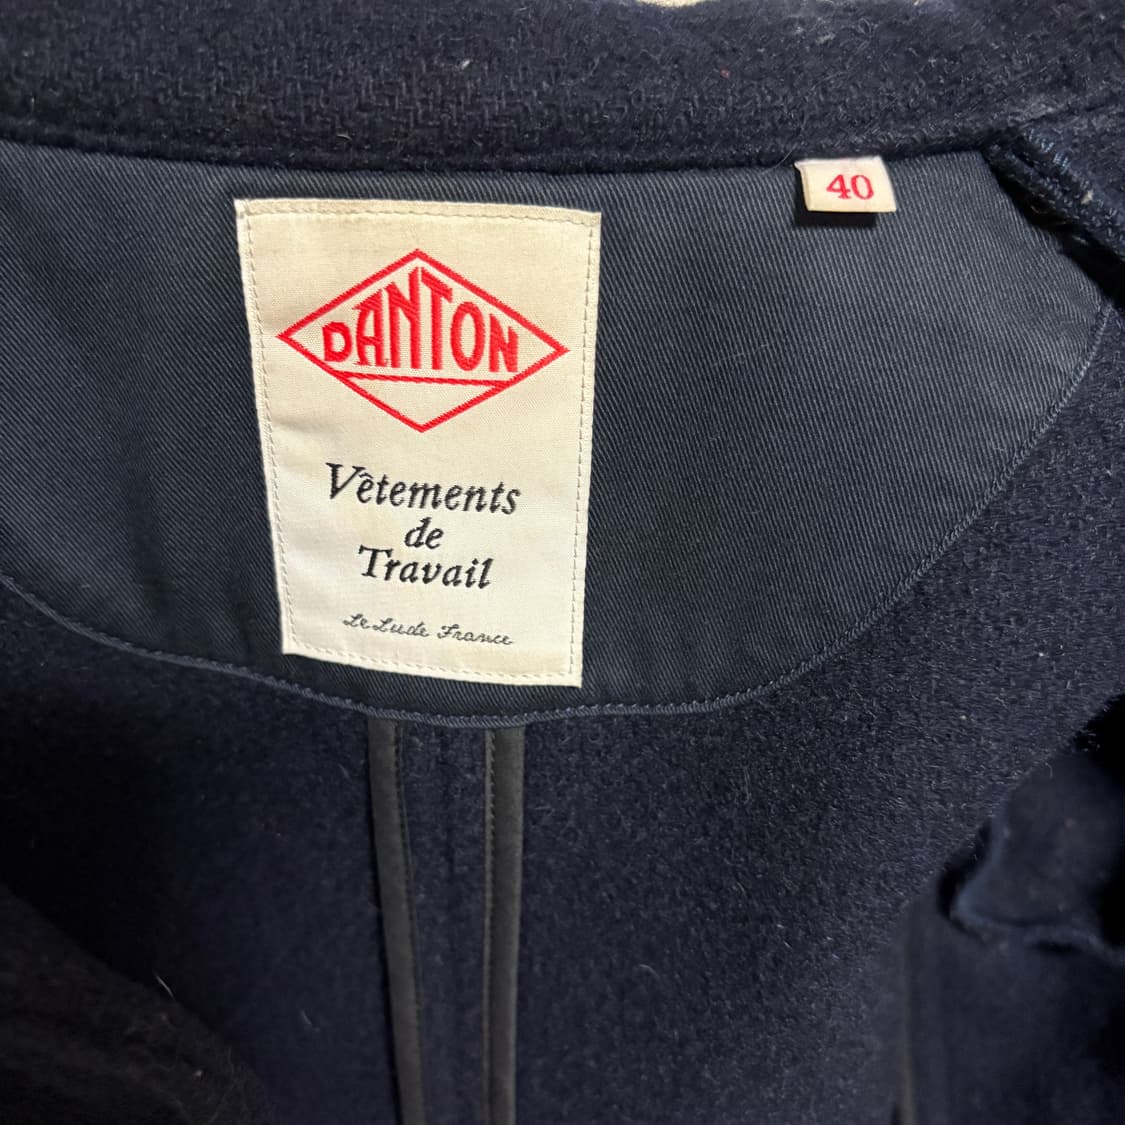 40
DANTON
Vêtements
de
Travail
Le Lude France